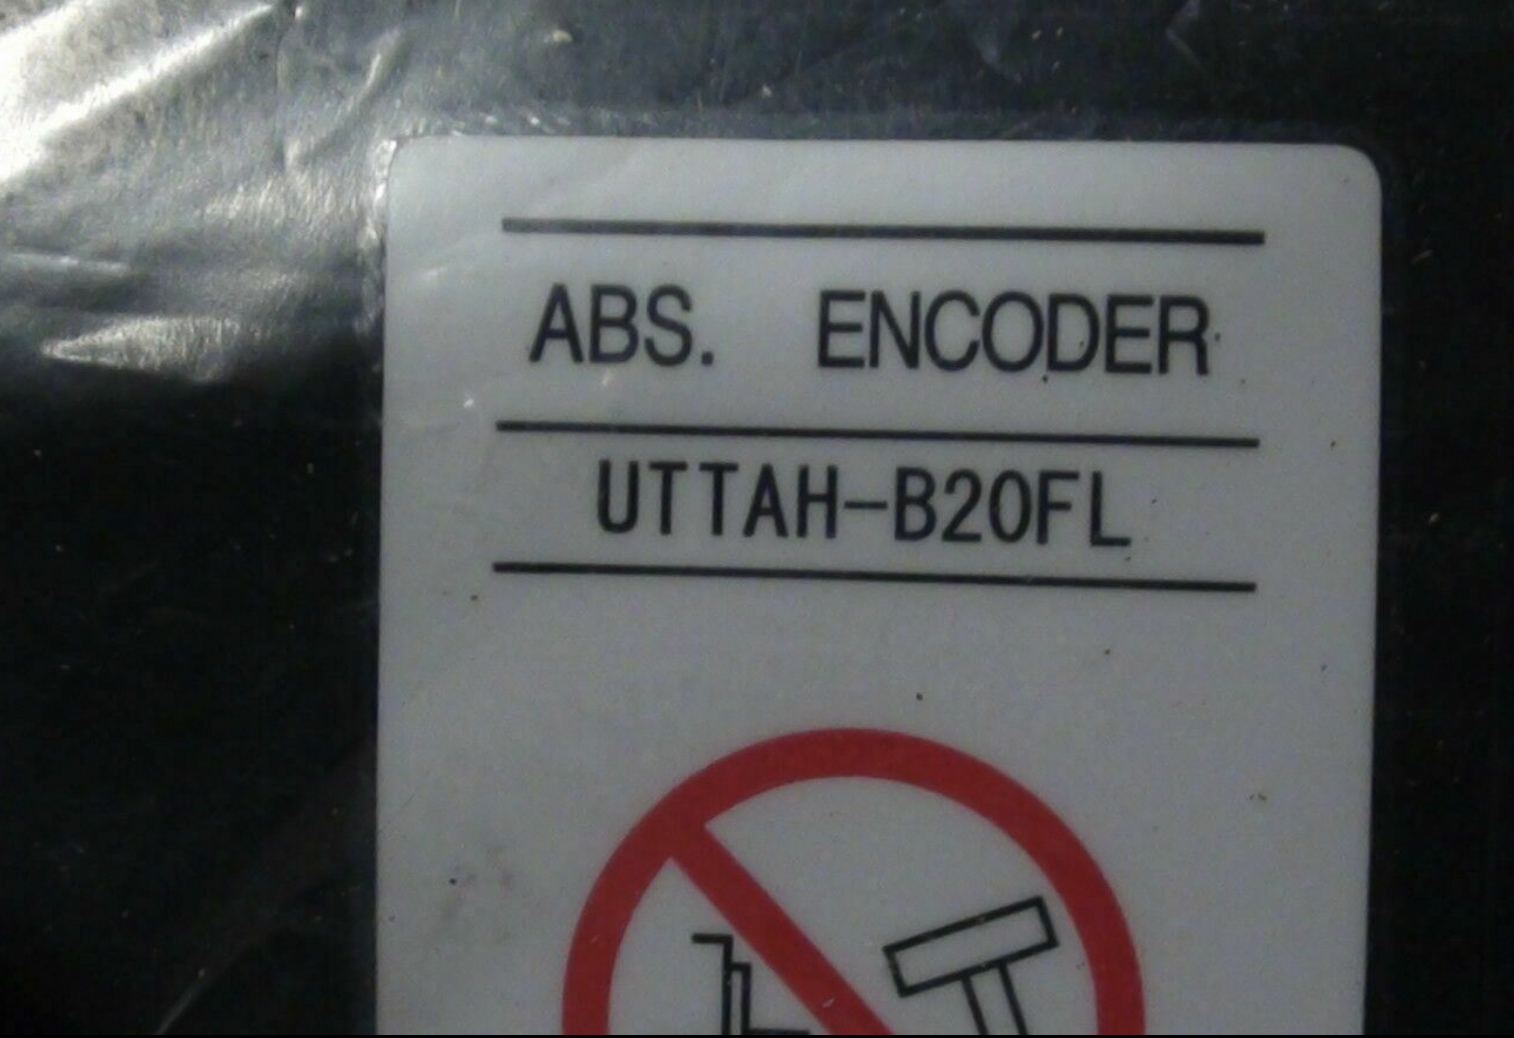 ABS. ENCODER
UTTAH-B20FL